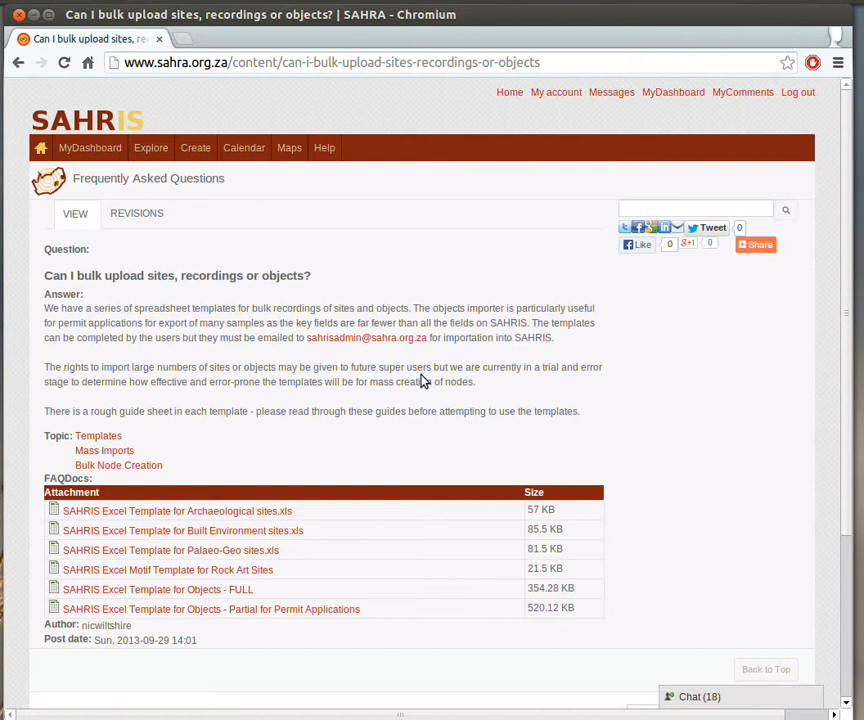 Can I bulk upload sites, recordings or objects? | SAHRA - Chromium
Can I bulk upload sites, re
www.sahra.org.za/content/can-i-bulk-upload-sites-recordings-or-objects
Home My account Messages MyDashboard MyComments Log out
SAHRIS
MyDashboard Explore Create Calendar Maps Help
Frequently Asked Questions
VIEW REVISIONS
Tweet 0
Like 0 g+1 0 Share
Question:
Can I bulk upload sites, recordings or objects?
Answer:
We have a series of spreadsheet templates for bulk recordings of sites and objects. The objects importer is particularly useful
for permit applications for export of many samples as the key fields are far fewer than all the fields on SAHRIS. The templates
can be completed by the users but they must be emailed to sahrisadmin@sahra.org.za for importation into SAHRIS.
The rights to import large numbers of sites or objects may be given to future super users but we are currently in a trial and error
stage to determine how effective and error-prone the templates will be for mass creation of nodes.
There is a rough guide sheet in each template - please read through these guides before attempting to use the templates.
Topic: Templates
Mass Imports
Bulk Node Creation
FAQDocs:
Attachment Size
SAHRIS Excel Template for Archaeological sites.xls 57 KB
SAHRIS Excel Template for Built Environment sites.xls 85.5 KB
SAHRIS Excel Template for Palaeo-Geo sites.xls 81.5 KB
SAHRIS Excel Motif Template for Rock Art Sites 21.5 KB
SAHRIS Excel Template for Objects - FULL 354.28 KB
SAHRIS Excel Template for Objects - Partial for Permit Applications 520.12 KB
Author: nicwiltshire
Post date: Sun, 2013-09-29 14:01
Back to Top
Chat (18)